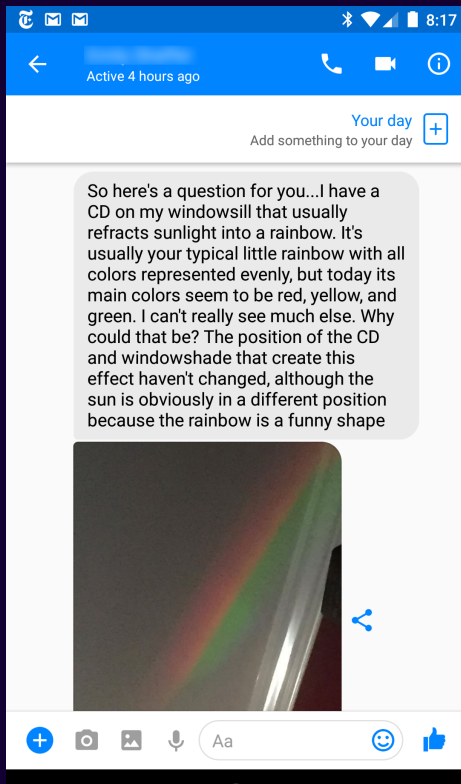 8:17
Active 4 hours ago
Your day
Add something to your day
So here's a question for you...I have a
CD on my windowsill that usually
refracts sunlight into a rainbow. It's
usually your typical little rainbow with all
colors represented evenly, but today its
main colors seem to be red, yellow, and
green. I can't really see much else. Why
could that be? The position of the CD
and windowshade that create this
effect haven't changed, although the
sun is obviously in a different position
because the rainbow is a funny shape
Aa